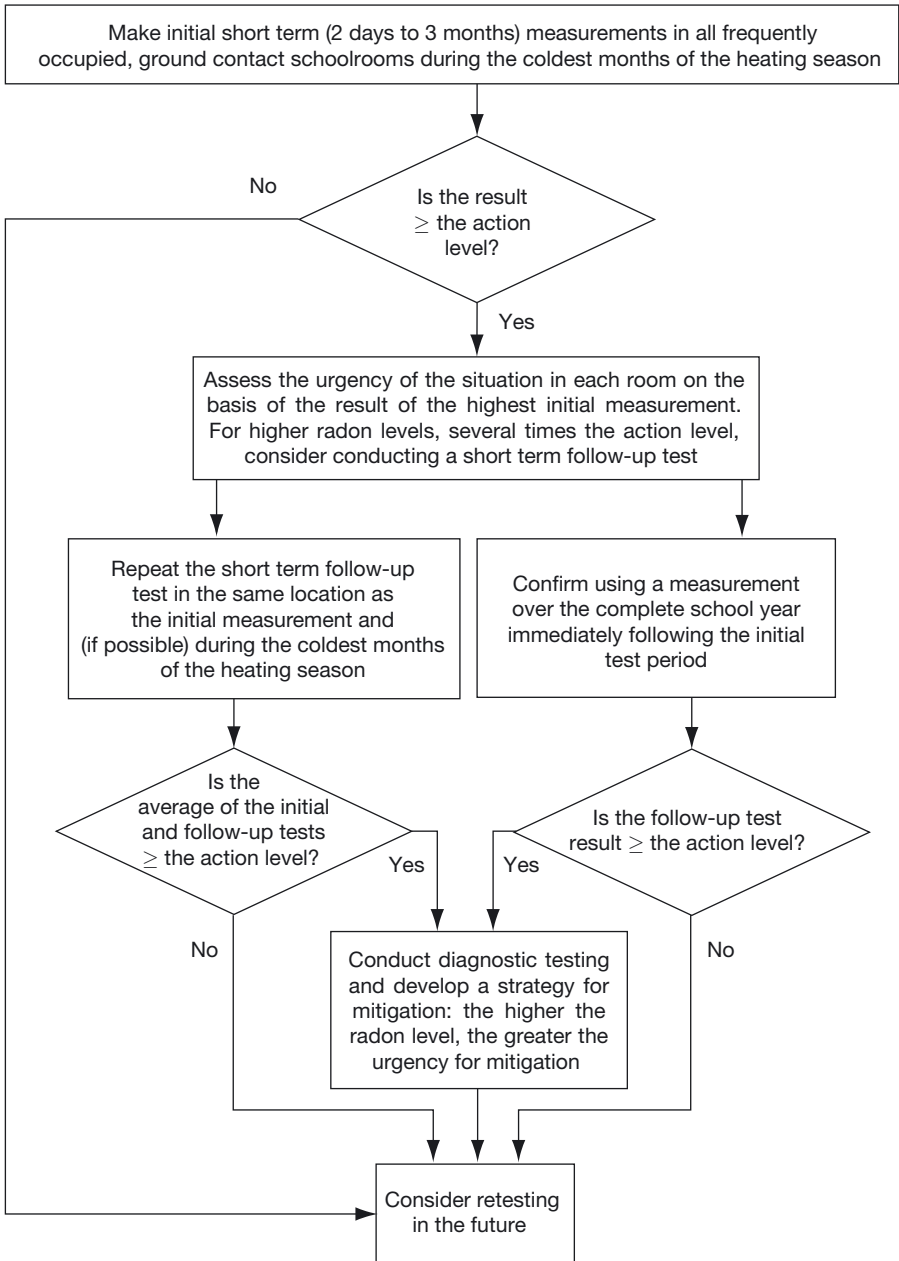 Make initial short term (2 days to 3 months) measurements in all frequently
occupied, ground contact schoolrooms during the coldest months of the heating season
No
Is the result
≥ the action
level?
Yes
Assess the urgency of the situation in each room on the
basis of the result of the highest initial measurement.
For higher radon levels, several times the action level,
consider conducting a short term follow-up test
Repeat the short term follow-up
test in the same location as
the initial measurement and
(if possible) during the coldest months
of the heating season
Confirm using a measurement
over the complete school year
immediately following the initial
test period
Is the
average of the initial
and follow-up tests
≥ the action level?
Yes
No
Is the follow-up test
result ≥ the action level?
Yes
No
Conduct diagnostic testing
and develop a strategy for
mitigation: the higher the
radon level, the greater the
urgency for mitigation
Consider retesting
in the future